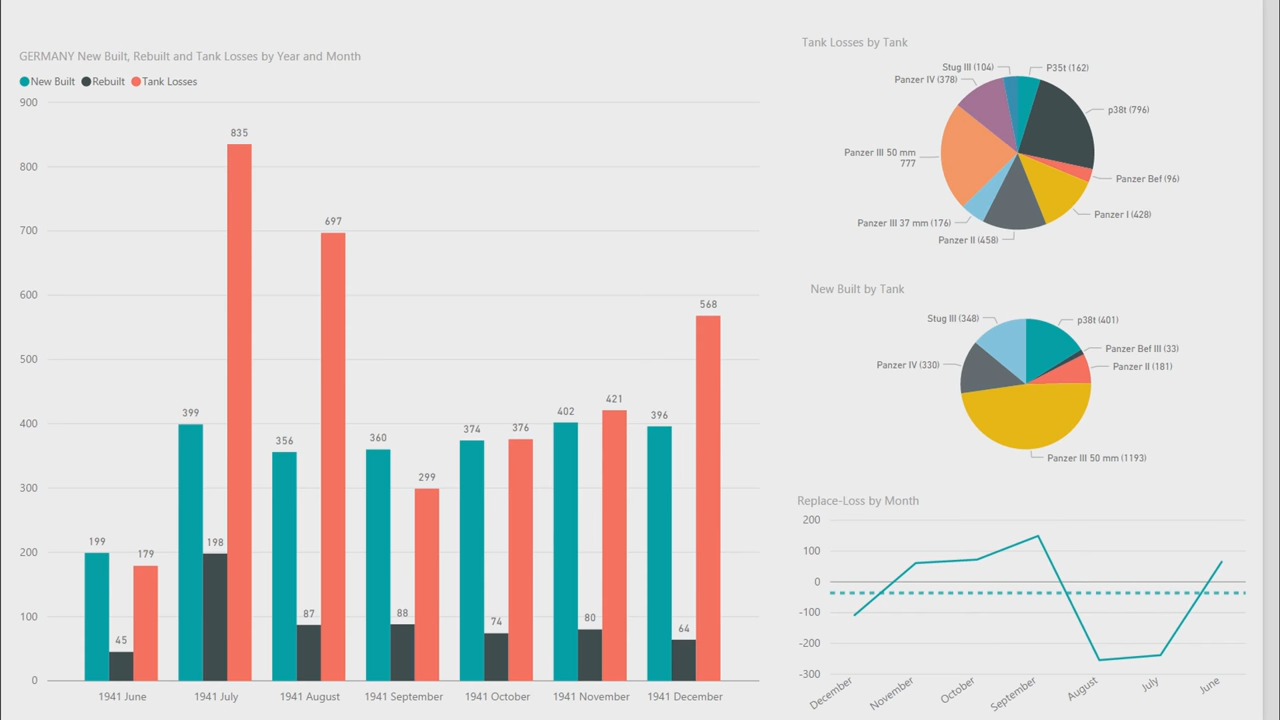 GERMANY New Built, Rebuilt and Tank Losses by Year and Month
New Built Rebuilt Tank Losses
900
800
700
600
500
400
300
200
100
0
199 45 179
399 198 835
356 87 697
360 88 299
374 74 376
402 80 421
396 64 568
1941 June 1941 July 1941 August 1941 September 1941 October 1941 November 1941 December
Tank Losses by Tank
Stug III (104)
P35t (162)
Panzer IV (378)
p38t (796)
Panzer III 50 mm
777
Panzer Bef (96)
Panzer I (428)
Panzer III 37 mm (176)
Panzer II (458)
New Built by Tank
Stug III (348)
p38t (401)
Panzer Bef III (33)
Panzer IV (330)
Panzer II (181)
Panzer III 50 mm (1193)
Replace-Loss by Month
200
100
0
-100
-200
-300
December November October September August July June